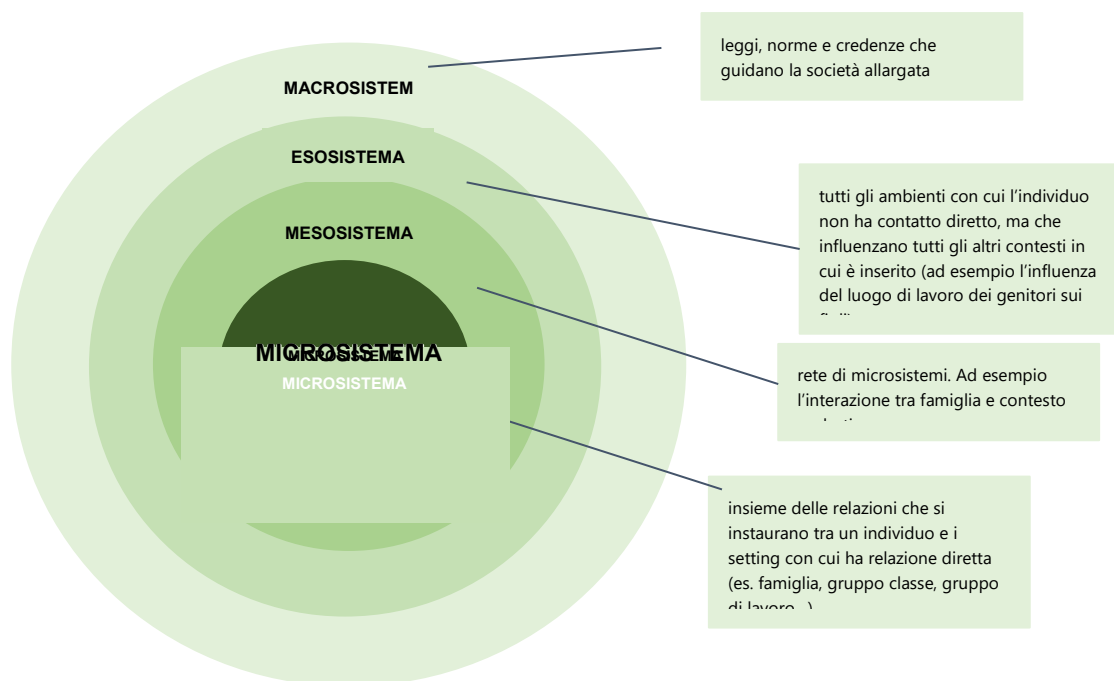 MACROSISTEM
leggi, norme e credenze che
guidano la società allargata
ESOSISTEMA
tutti gli ambienti con cui l’individuo
non ha contatto diretto, ma che
influenzano tutti gli altri contesti in
cui è inserito (ad esempio l’influenza
del luogo di lavoro dei genitori sui
MESOSISTEMA
rete di microsistemi. Ad esempio
l’interazione tra famiglia e contesto
MICROSISTEMA
MICROSISTEMA
MICROSISTEMA
insieme delle relazioni che si
instaurano tra un individuo e i
setting con cui ha relazione diretta
(es. famiglia, gruppo classe, gruppo
di lavoro...)